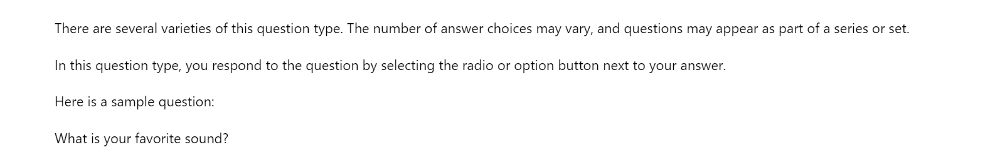 There are several varieties of this question type. The number of answer choices may vary, and questions may appear as part of a series or set.
In this question type, you respond to the question by selecting the radio or option button next to your answer.
Here is a sample question:
What is your favorite sound?